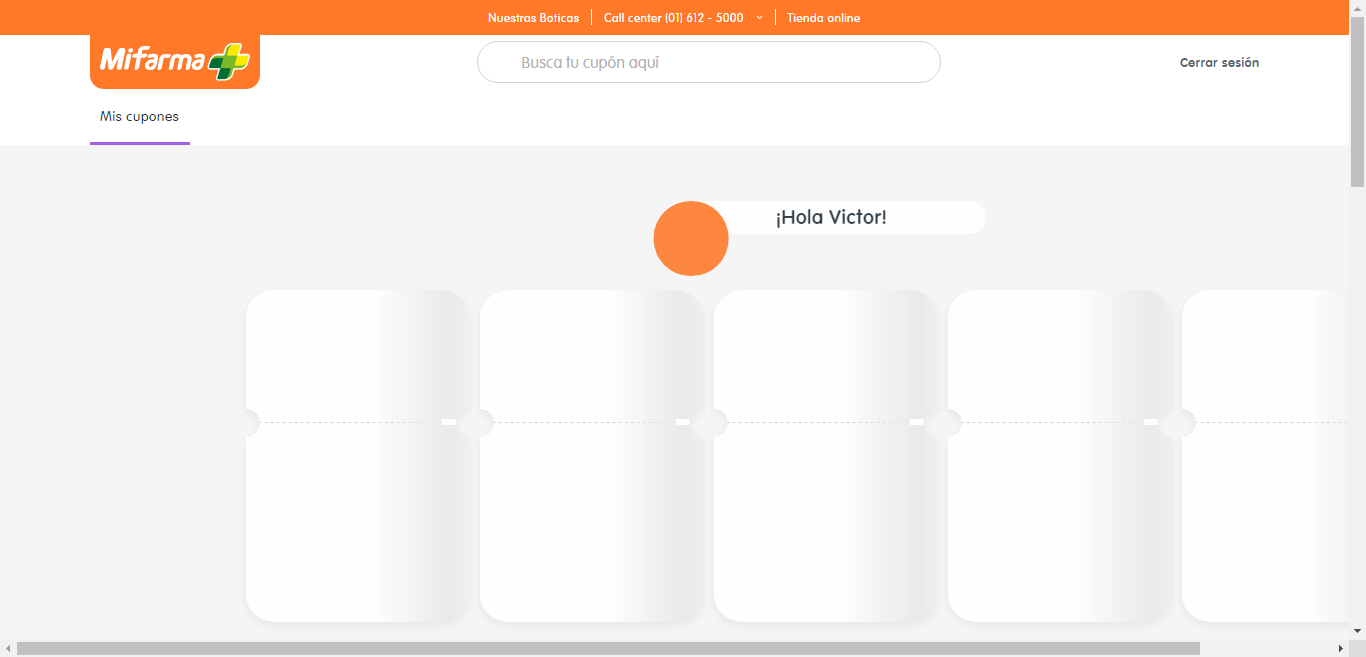 Nuestras Boticas
Call center (01) 612 - 5000
Tienda online
Mifarma
Busca tu cupón aquí
Cerrar sesión
Mis cupones
¡Hola Victor!